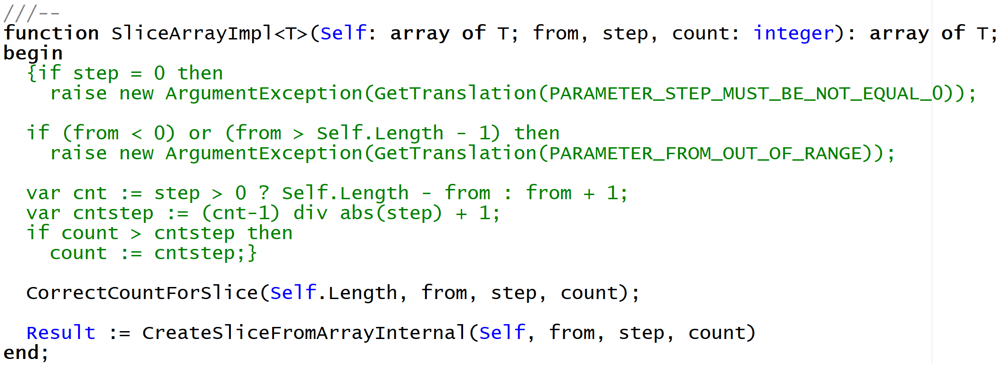 ///--
function SliceArrayImpl<T>(Self: array of T; from, step, count: integer): array of T;
begin
  {if step = 0 then
    raise new ArgumentException(GetTranslation(PARAMETER_STEP_MUST_BE_NOT_EQUAL_0));

  if (from < 0) or (from > Self.Length - 1) then
    raise new ArgumentException(GetTranslation(PARAMETER_FROM_OUT_OF_RANGE));

  var cnt := step > 0 ? Self.Length - from : from + 1;
  var cntstep := (cnt-1) div abs(step) + 1;
  if count > cntstep then
    count := cntstep;}

  CorrectCountForSlice(Self.Length, from, step, count);

  Result := CreateSliceFromArrayInternal(Self, from, step, count)
end;